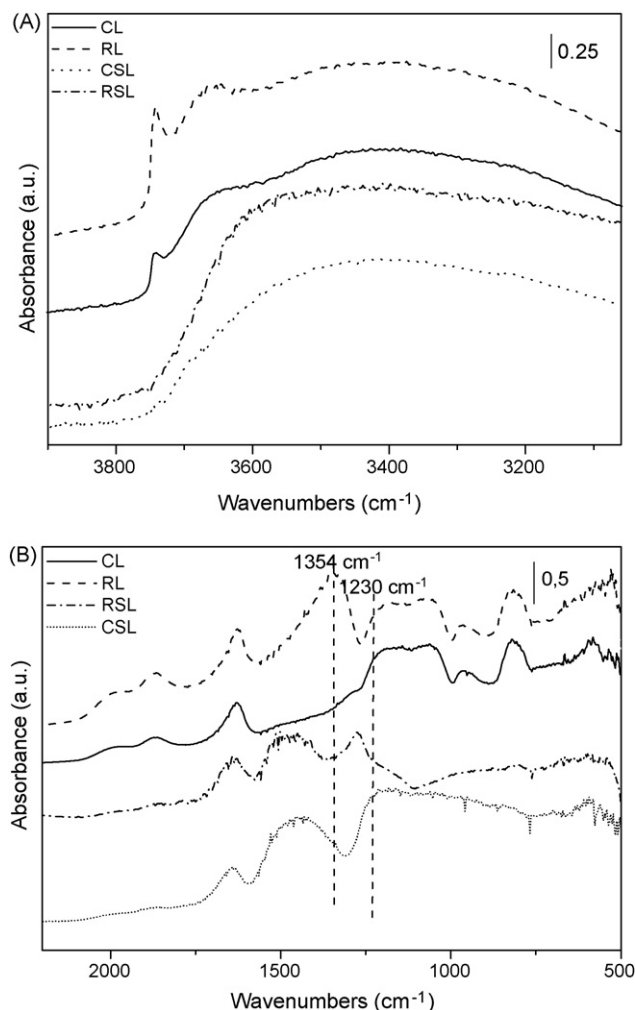 (A)
CL
RL
CSL
RSL
0.25
Absorbance (a.u.)
3800 3600 3400 3200
Wavenumbers (cm⁻¹)
(B)
CL
RL
RSL
CSL
1354 cm⁻¹
1230 cm⁻¹
0,5
Absorbance (a.u.)
2000 1500 1000 500
Wavenumbers (cm⁻¹)